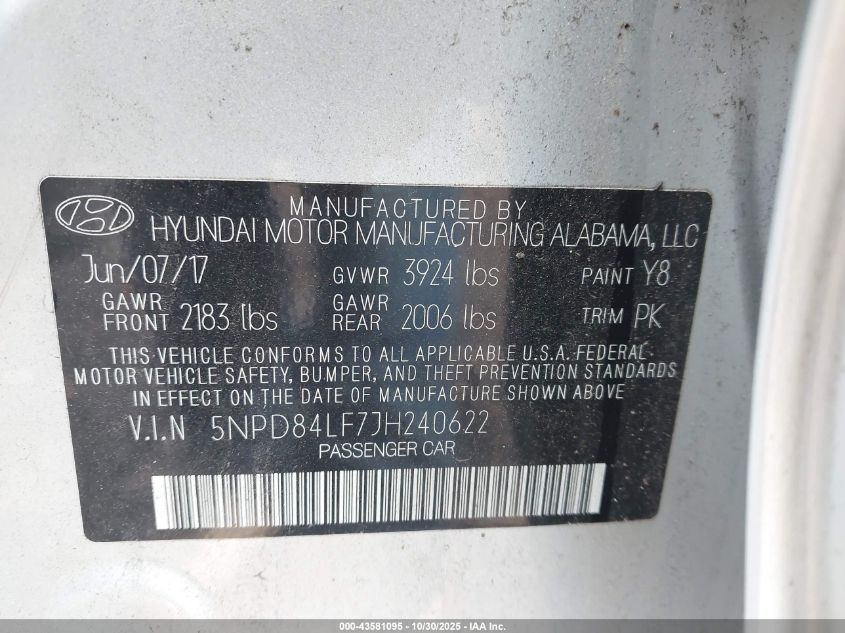 MANUFACTURED BY
HYUNDAI MOTOR MANUFACTURING ALABAMA, LLC
Jun/07/17 GVWR 3924 lbs PAINT Y8
GAWR FRONT 2183 lbs GAWR REAR 2006 lbs TRIM PK
THIS VEHICLE CONFORMS TO ALL APPLICABLE U.S.A. FEDERAL
MOTOR VEHICLE SAFETY, BUMPER, AND THEFT PREVENTION STANDARDS
IN EFFECT ON THE DATE OF MANUFACTURE SHOWN ABOVE
V.I.N 5NPD84LF7JH240622
PASSENGER CAR
000-43581095 - 10/30/2025 - IAA Inc.